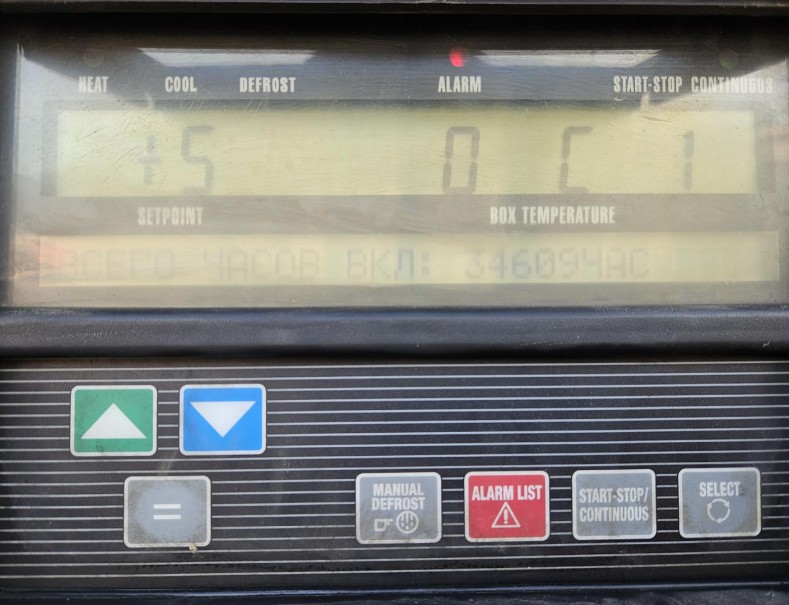 HEAT COOL DEFROST ALARM START-STOP CONTINUOUS
+5 0 C 1
SETPOINT BOX TEMPERATURE
ВСЕГО ЧАСОВ ВКЛ: 34609ЧАС
=
MANUAL DEFROST
ALARM LIST
START-STOP/
CONTINUOUS
SELECT